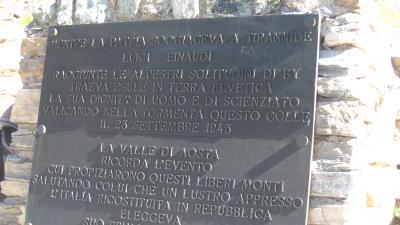 MENTRE LA PATRIA SOGGIACEVA A TIRANNIDE
LUIGI EINAUDI
RAGGIUNTE LE ALPESTRI SOLITUDINI DI BY
TRAEVA ESULE IN TERRA ELVETICA
LA SUA DIGNITA' DI UOMO E DI SCIENZIATO
VALICANDO NELLA TORMENTA QUESTO COLLE
IL 23 SETTEMBRE 1943
LA VALLE DI AOSTA
RICORDA L'EVENTO
CUI PROPIZIARONO QUESTI LIBERI MONTI
SALUTANDO COLUI CHE UN LUSTRO APPRESSO
L'ITALIA RICOSTITUITA IN REPUBBLICA
ELEGGEVA
SUO